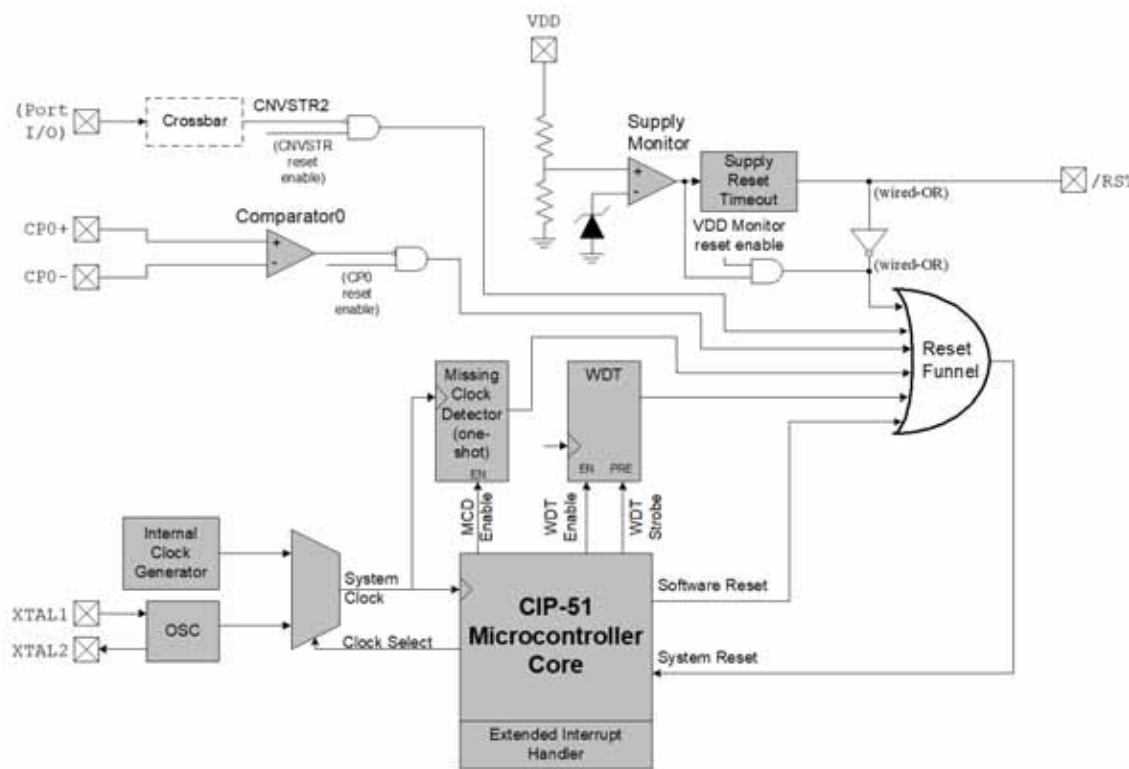 VDD
(Port
I/O)
Crossbar
CNVSTR2
(CNVSTR
reset
enable)
Supply
Monitor
+
-
Supply
Reset
Timeout
(wired-OR)
/RST
CP0+
CP0-
Comparator0
+
-
(CP0
reset
enable)
VDD Monitor
reset enable
(wired-OR)
Reset
Funnel
Missing
Clock
Detector
(one-
shot)
EN
WDT
EN
PRE
MCD
Enable
WDT
Enable
WDT
Strobe
Internal
Clock
Generator
System
Clock
XTAL1
XTAL2
OSC
Clock Select
CIP-51
Microcontroller
Core
Software Reset
System Reset
Extended Interrupt
Handler